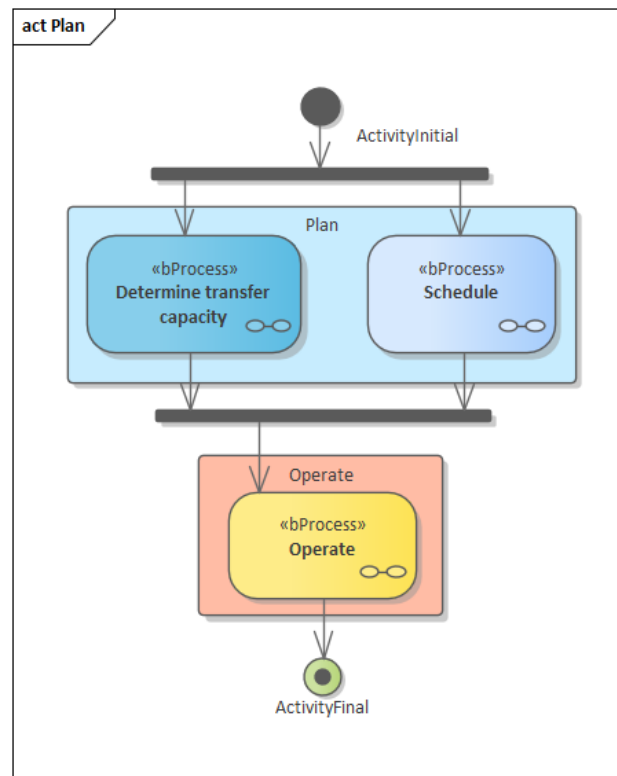 act Plan
ActivityInitial
Plan
«bProcess»
Determine transfer
capacity
«bProcess»
Schedule
Operate
«bProcess»
Operate
ActivityFinal